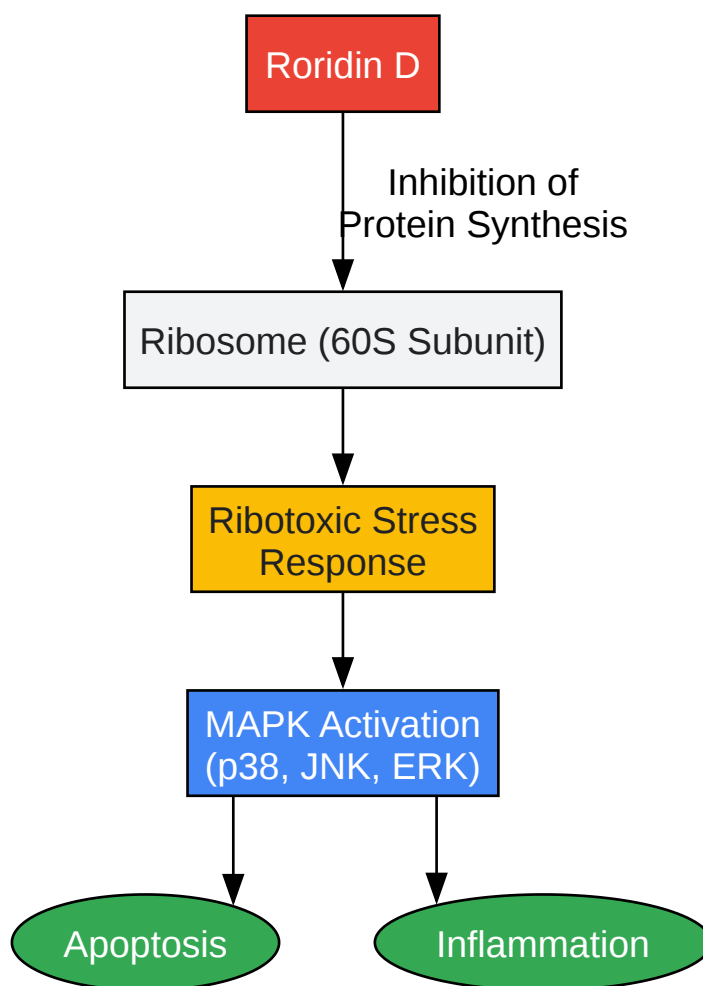 Roridin D
Inhibition of
Protein Synthesis
Ribosome (60S Subunit)
Ribotoxic Stress
Response
MAPK Activation
(p38, JNK, ERK)
Apoptosis
Inflammation